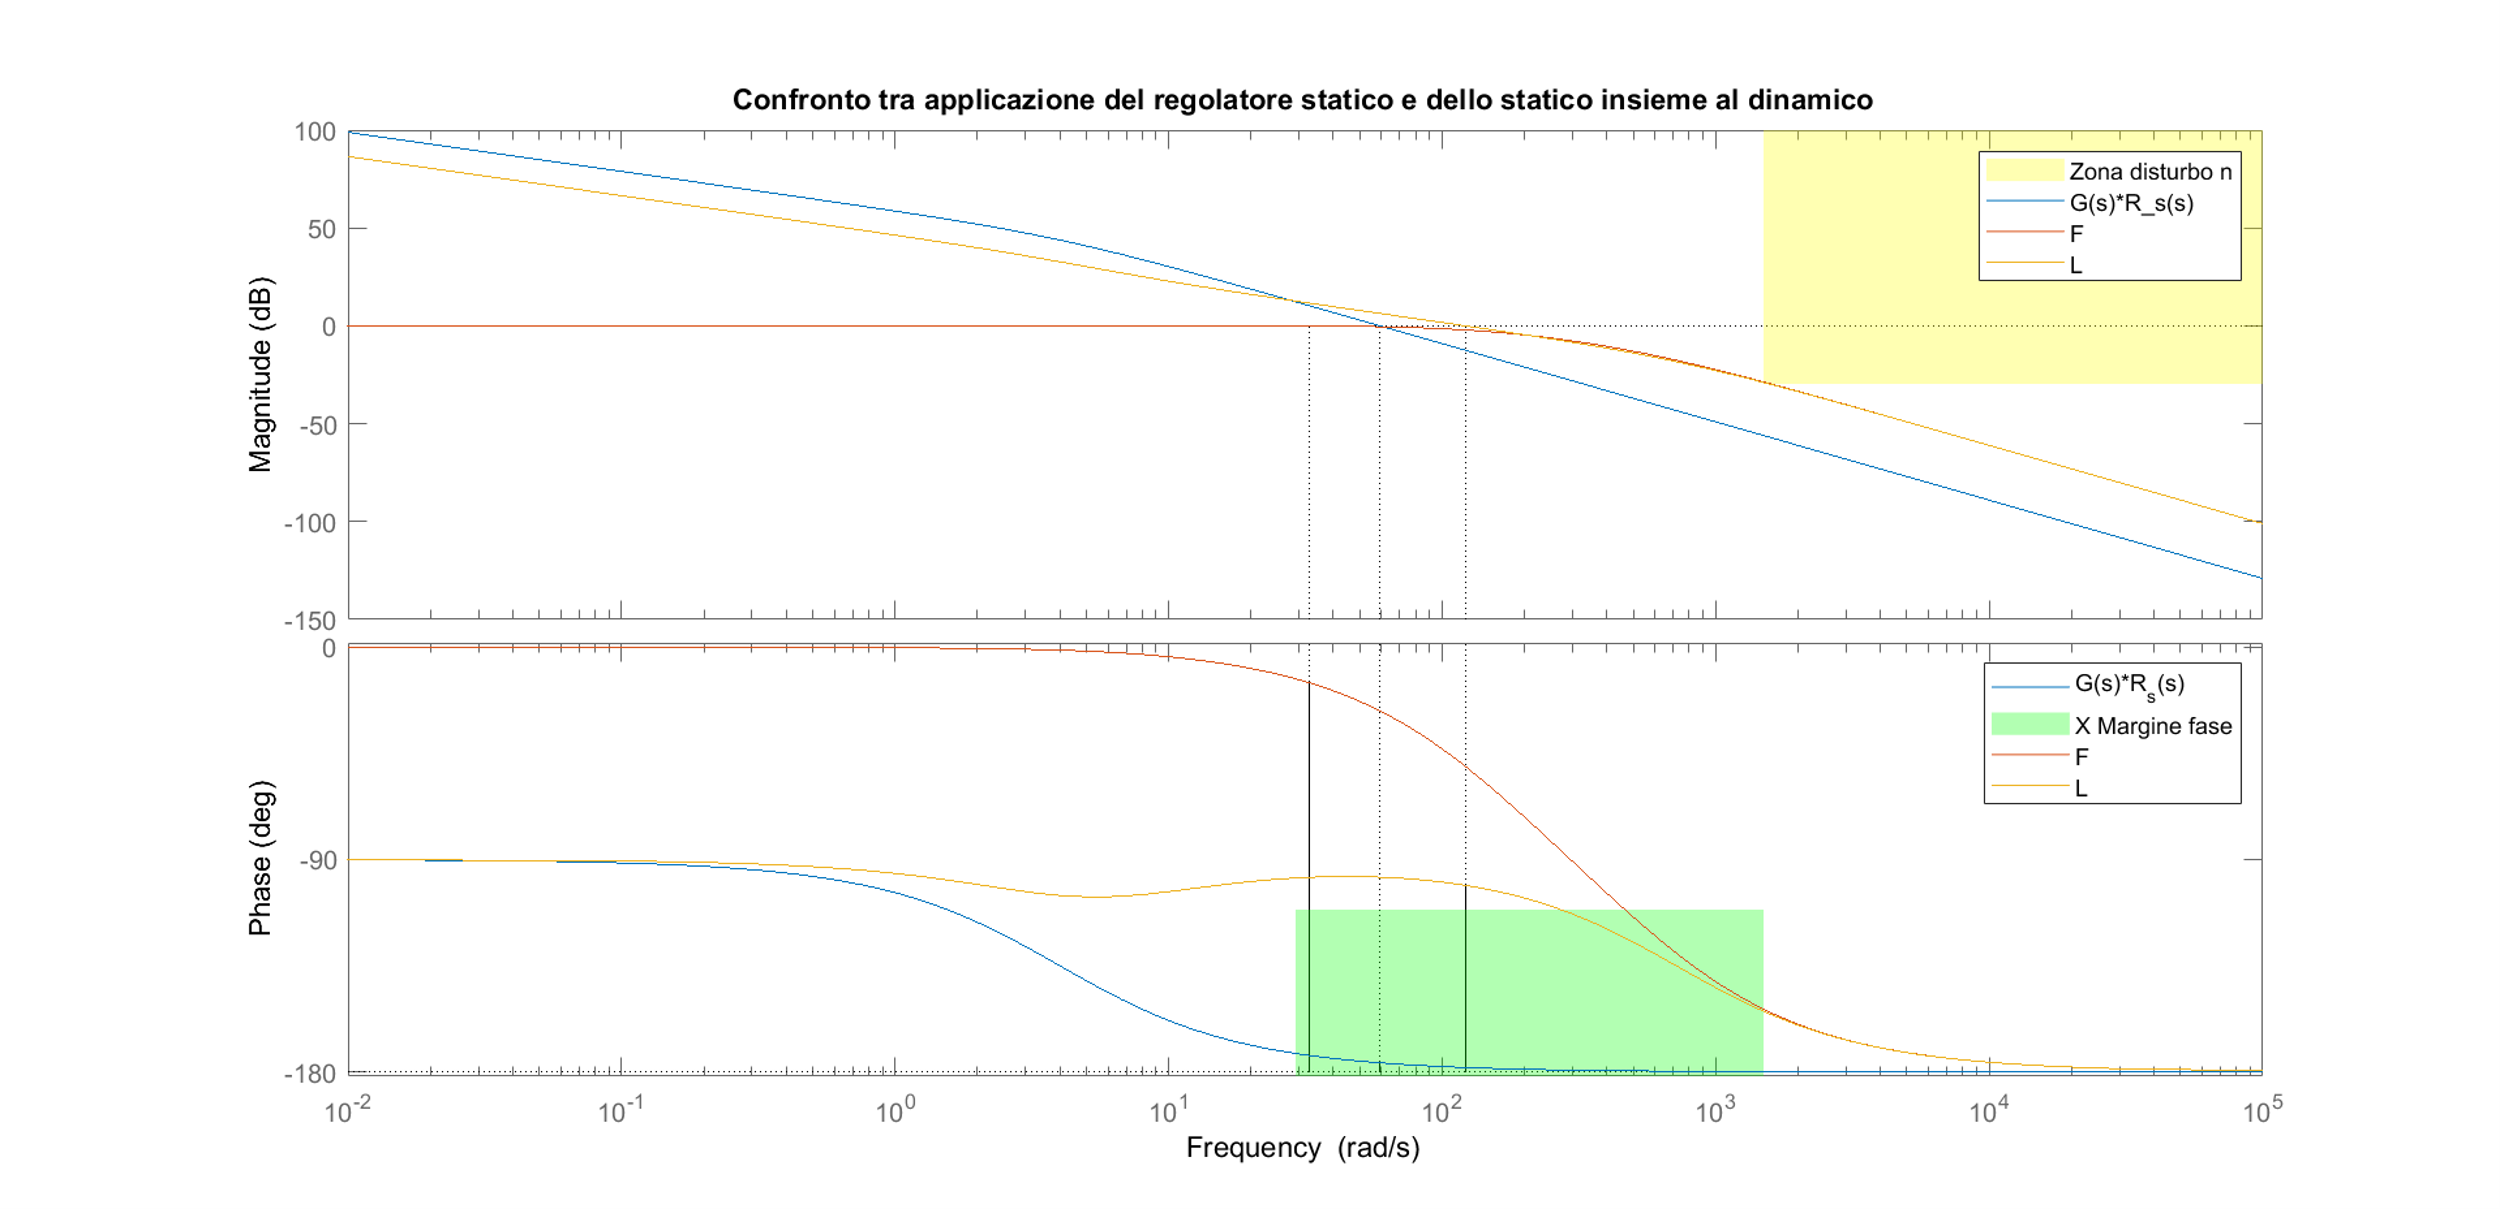 Confronto tra applicazione del regolatore statico e dello statico insieme al dinamico
Magnitude (dB)
100
50
0
-50
-100
-150
Zona disturbo n
G(s)*R_s(s)
F
L
Phase (deg)
0
-90
-180
G(s)*R_s(s)
X Margine fase
F
L
10^-2 10^-1 10^0 10^1 10^2 10^3 10^4 10^5
Frequency (rad/s)